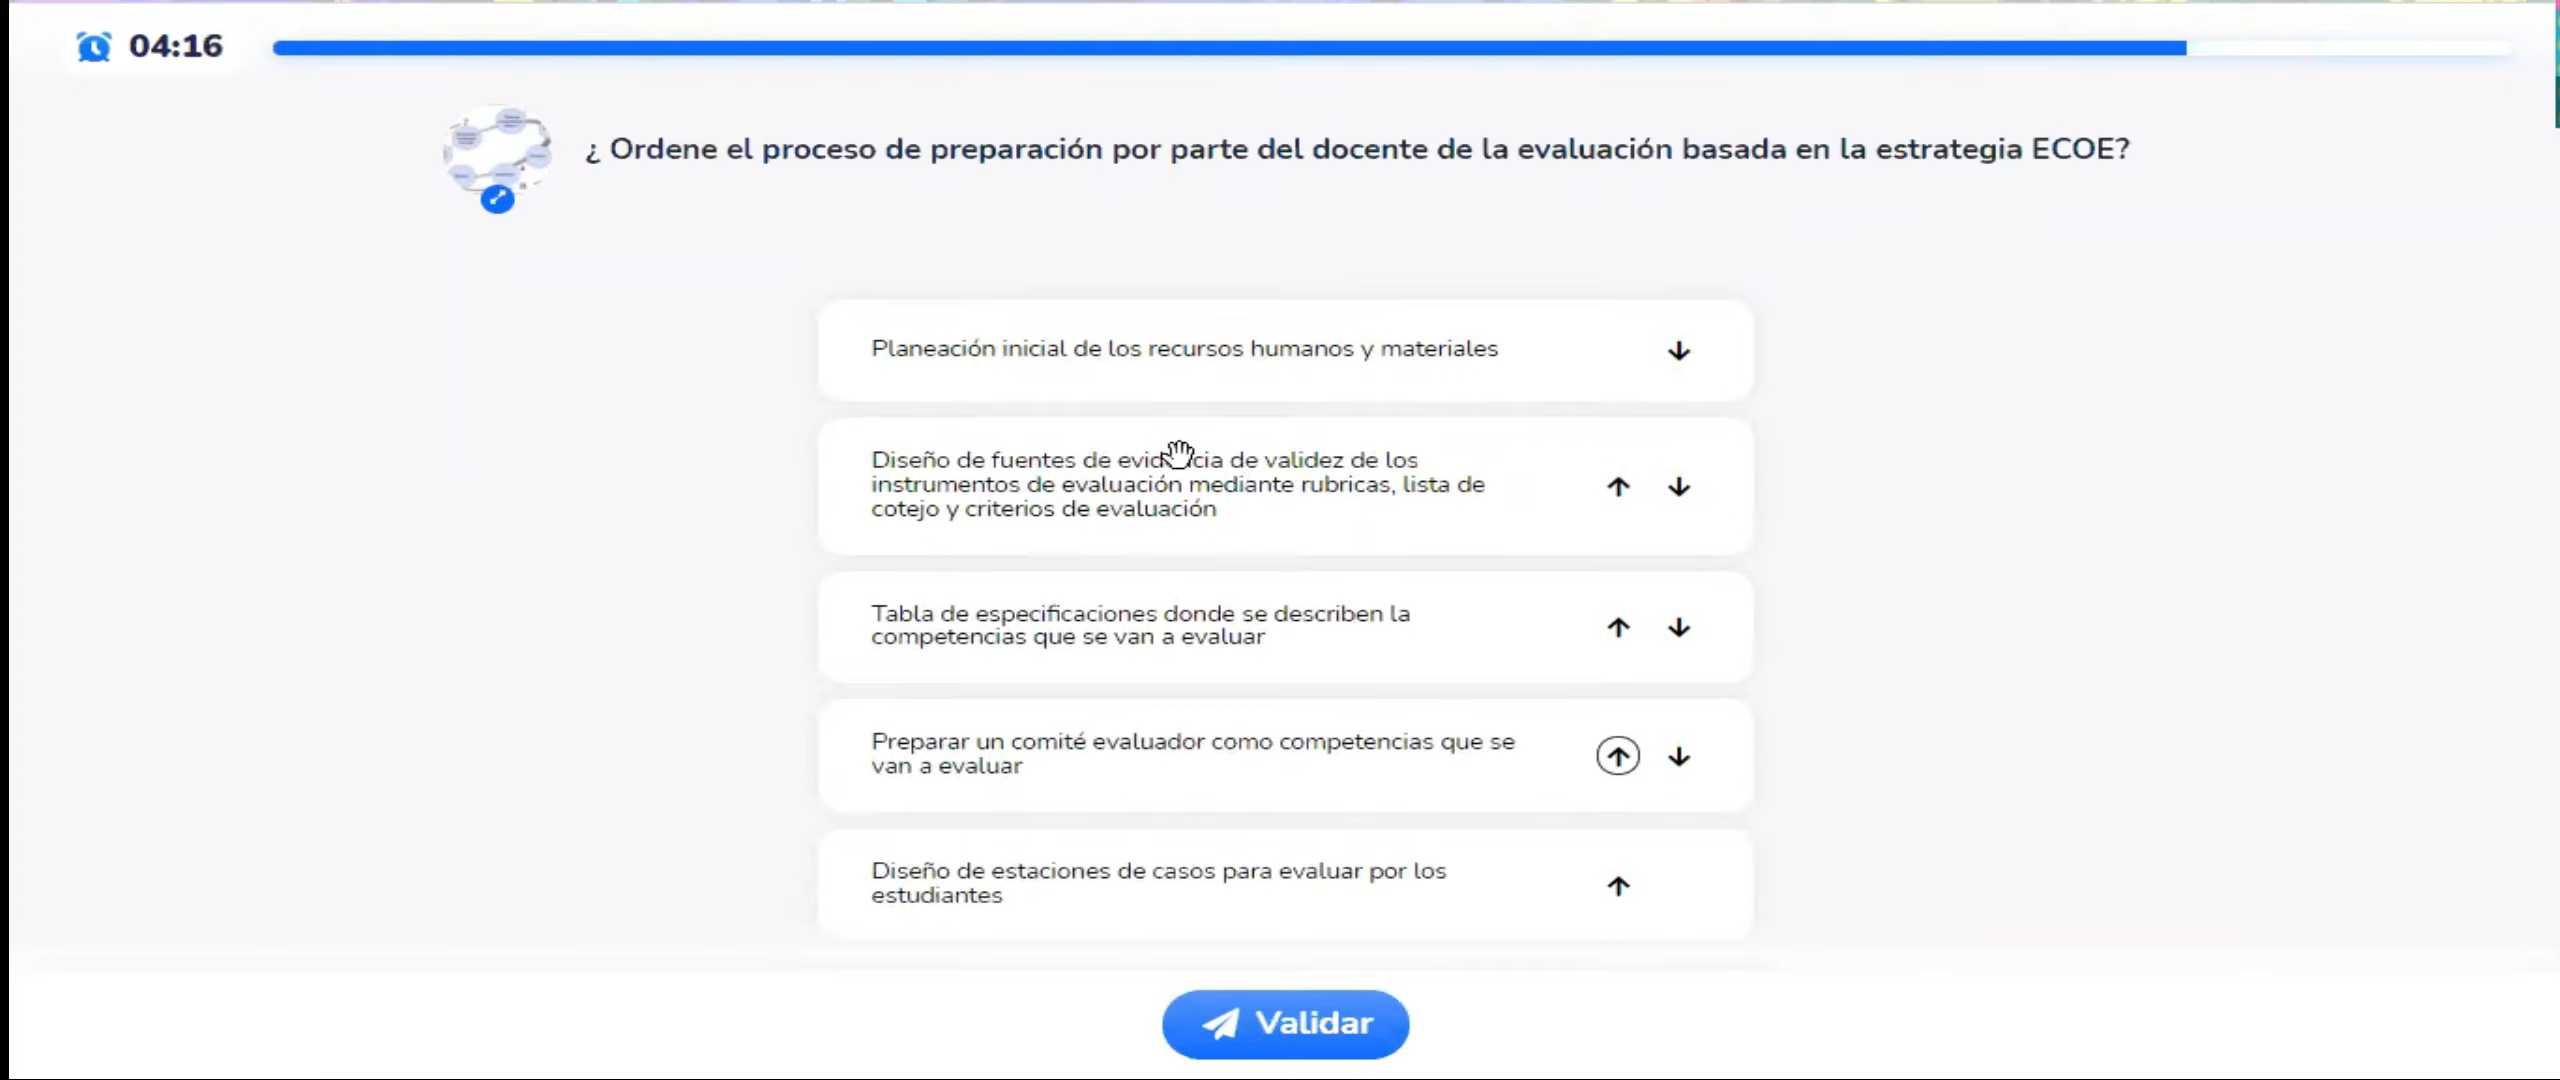 04:16
¿ Ordene el proceso de preparación por parte del docente de la evaluación basada en la estrategia ECOE?
Planeación inicial de los recursos humanos y materiales
Diseño de fuentes de evidencia de validez de los
instrumentos de evaluación mediante rubricas, lista de
cotejo y criterios de evaluación
Tabla de especificaciones donde se describen la
competencias que se van a evaluar
Preparar un comité evaluador como competencias que se
van a evaluar
Diseño de estaciones de casos para evaluar por los
estudiantes
Validar